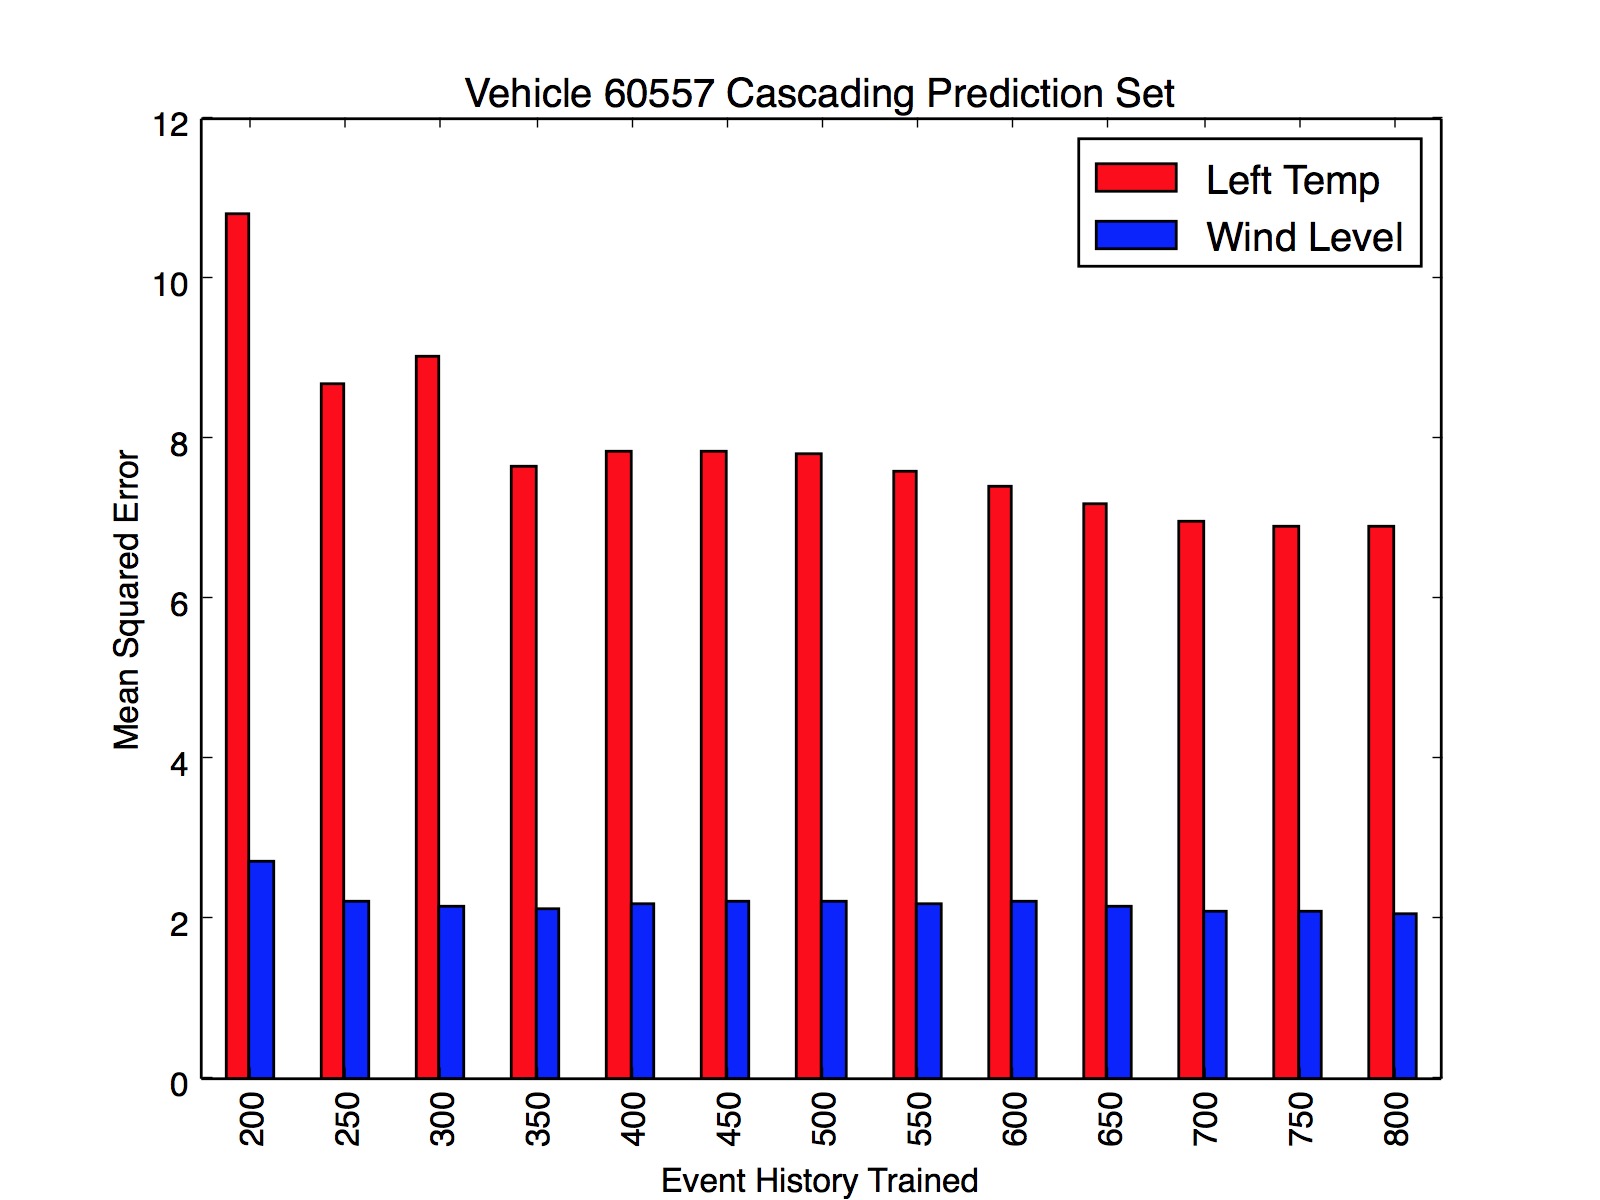 Vehicle 60557 Cascading Prediction Set
Left Temp
Wind Level
Mean Squared Error
12
10
8
6
4
2
0
200 250 300 350 400 450 500 550 600 650 700 750 800
Event History Trained